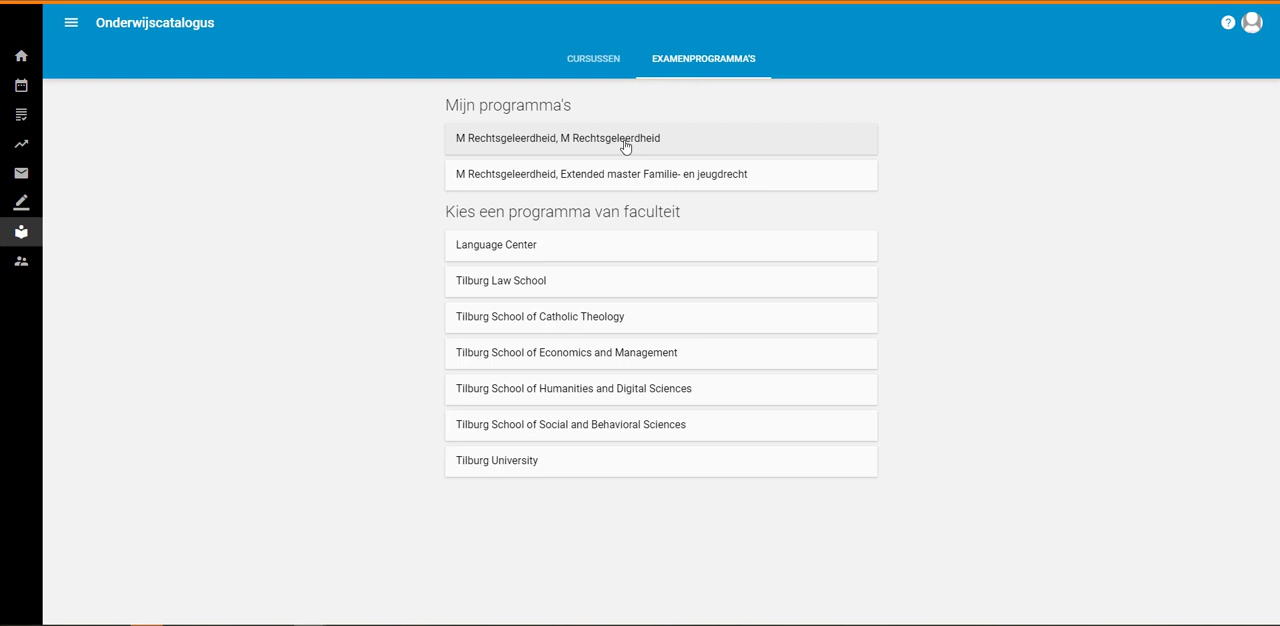 Onderwijscatalogus
?
CURSUSSEN
EXAMENPROGRAMMA'S
Mijn programma's
M Rechtsgeleerdheid, M Rechtsgeleerdheid
M Rechtsgeleerdheid, Extended master Familie- en jeugdrecht
Kies een programma van faculteit
Language Center
Tilburg Law School
Tilburg School of Catholic Theology
Tilburg School of Economics and Management
Tilburg School of Humanities and Digital Sciences
Tilburg School of Social and Behavioral Sciences
Tilburg University